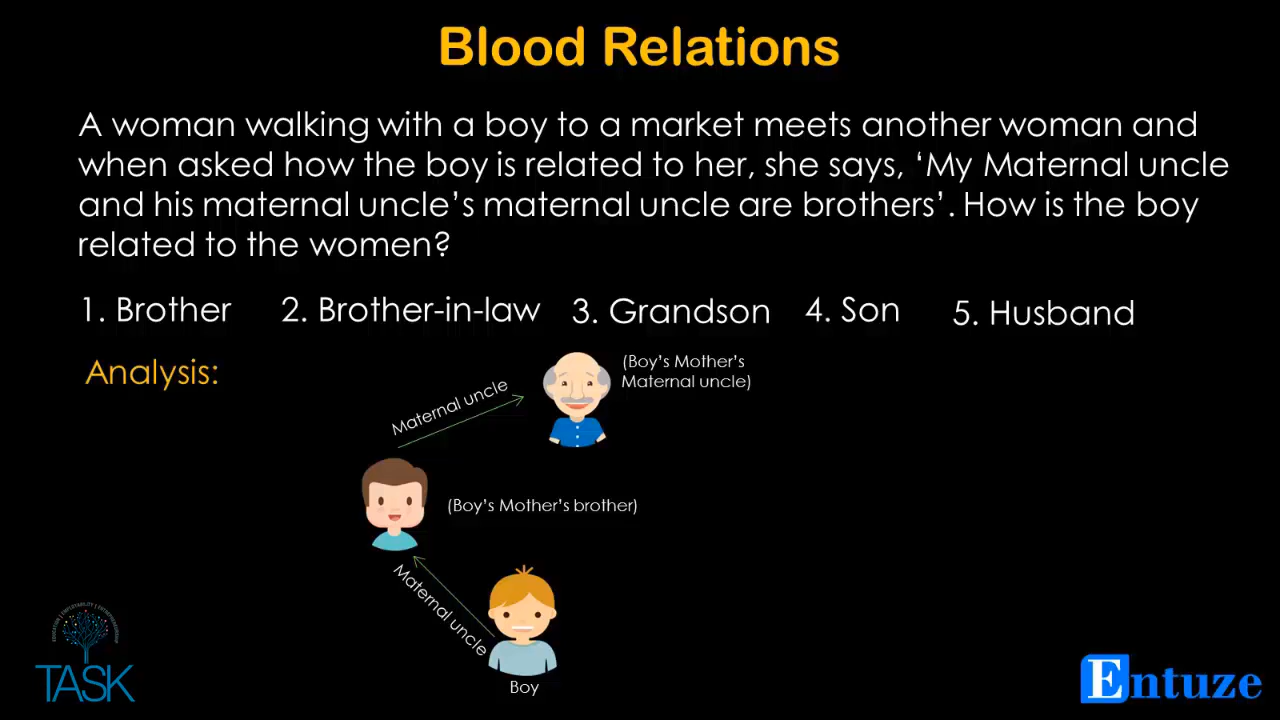 Blood Relations
A woman walking with a boy to a market meets another woman and
when asked how the boy is related to her, she says, ‘My Maternal uncle
and his maternal uncle’s maternal uncle are brothers’. How is the boy
related to the women?
1. Brother 2. Brother-in-law 3. Grandson 4. Son 5. Husband
Analysis:
(Boy’s Mother’s
Maternal uncle)
Maternal uncle
(Boy’s Mother’s brother)
Maternal uncle
Boy
EDUCATION | EMPLOYABILITY | ENTREPRENEURSHIP
TASK
Entuze